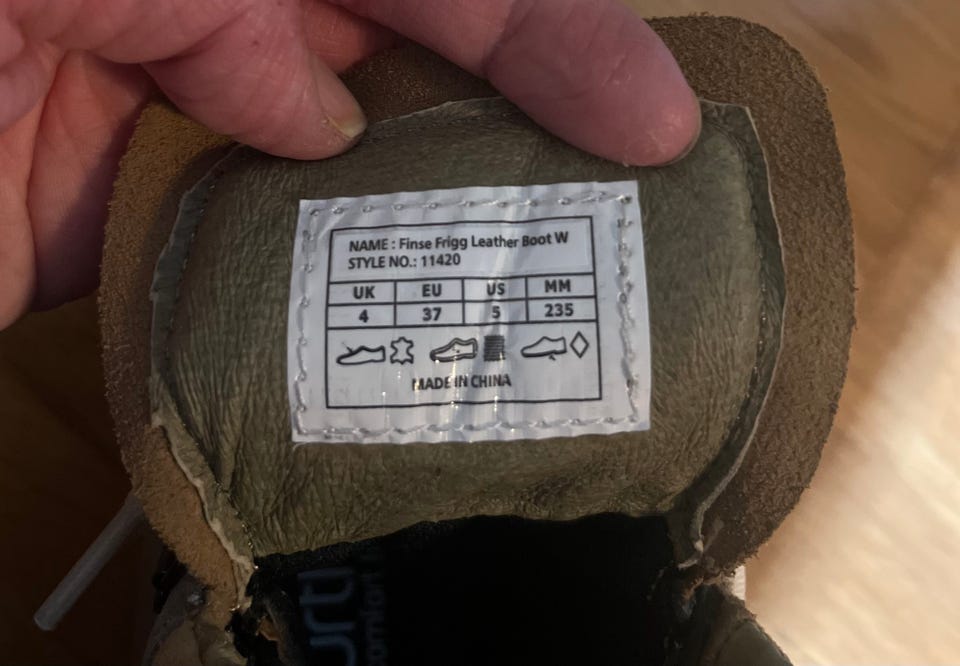 NAME : Finse Frigg Leather Boot W
STYLE NO.: 11420
UK EU US MM
4 37 5 235
MADE IN CHINA